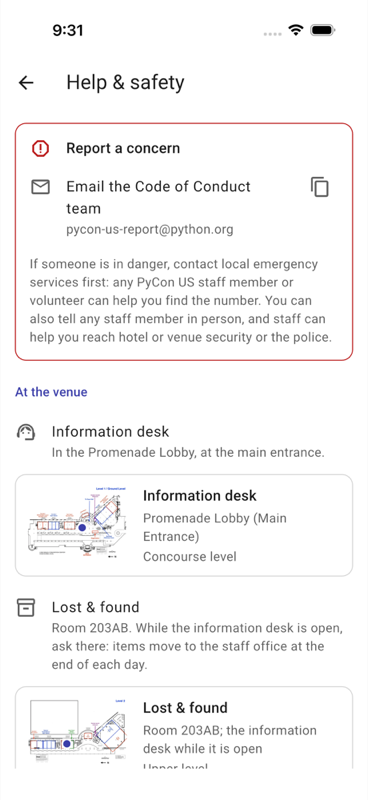 9:31
Help & safety
Report a concern
Email the Code of Conduct
team
pycon-us-report@python.org
If someone is in danger, contact local emergency
services first: any PyCon US staff member or
volunteer can help you find the number. You can
also tell any staff member in person, and staff can
help you reach hotel or venue security or the police.
At the venue
Information desk
In the Promenade Lobby, at the main entrance.
Information desk
Promenade Lobby (Main
Entrance)
Concourse level
Lost & found
Room 203AB. While the information desk is open,
ask there: items move to the staff office at the
end of each day.
Lost & found
Room 203AB; the information
desk while it is open
Upper level